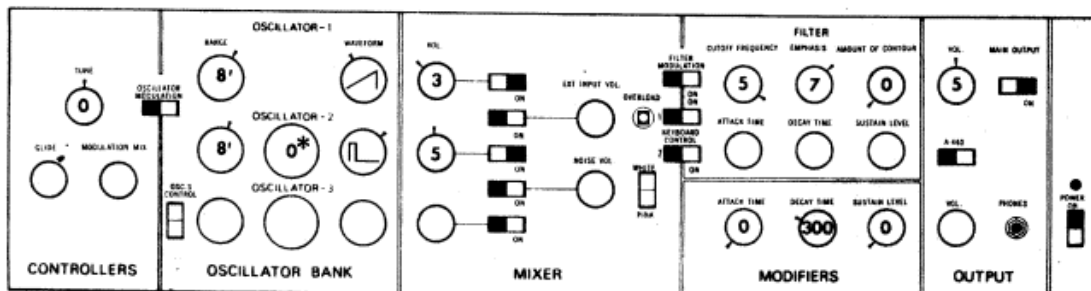 TUNE
0
OSCILLATOR MODULATION
GLIDE
MODULATION MIX
CONTROLLERS
OSCILLATOR-1
RANGE
8'
WAVEFORM
OSCILLATOR-2
8'
0*
OSC.3 CONTROL
OSCILLATOR-3
OSCILLATOR BANK
VOL.
3
ON
EXT INPUT VOL.
OVERLOAD
ON
5
ON
NOISE VOL.
WHITE
PINK
ON
ON
MIXER
FILTER MODULATION
ON
ON
1
KEYBOARD CONTROL
2
ON
FILTER
CUTOFF FREQUENCY
EMPHASIS
AMOUNT OF CONTOUR
5
7
0
ATTACK TIME
DECAY TIME
SUSTAIN LEVEL
ATTACK TIME
DECAY TIME
SUSTAIN LEVEL
0
300
0
MODIFIERS
VOL.
MAIN OUTPUT
5
ON
A-440
VOL.
PHONES
OUTPUT
POWER
ON